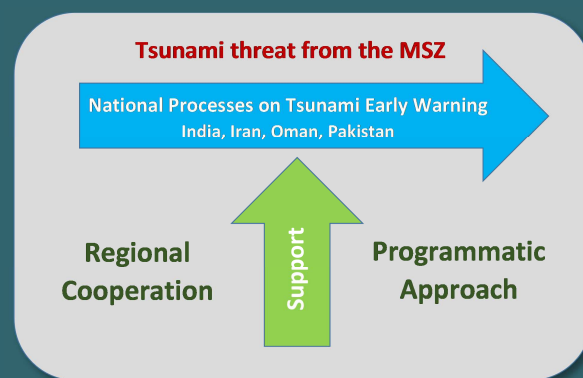 Tsunami threat from the MSZ
National Processes on Tsunami Early Warning
India, Iran, Oman, Pakistan
Regional
Cooperation
Support
Programmatic
Approach